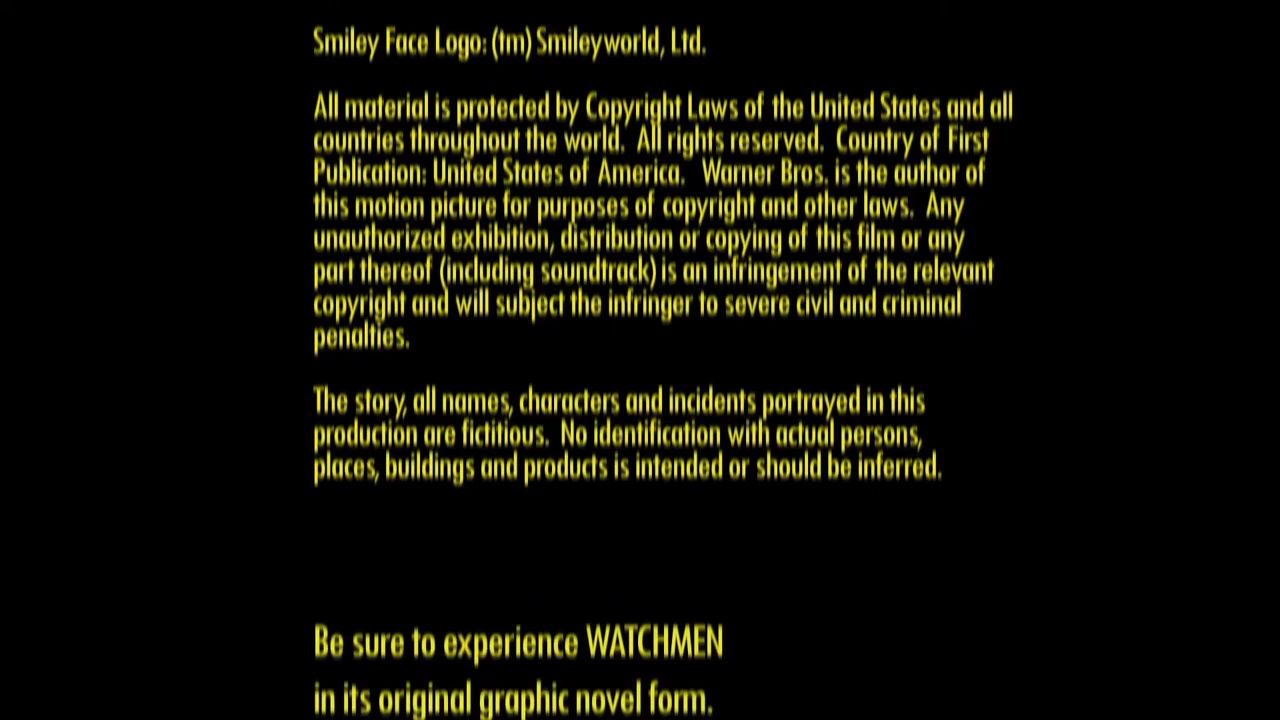 Smiley Face Logo: (tm) Smileyworld, Ltd.
All material is protected by Copyright Laws of the United States and all
countries throughout the world.  All rights reserved.  Country of First
Publication: United States of America.   Warner Bros. is the author of
this motion picture for purposes of copyright and other laws.  Any
unauthorized exhibition, distribution or copying of this film or any
part thereof (including soundtrack) is an infringement of the relevant
copyright and will subject the infringer to severe civil and criminal
penalties.
The story, all names, characters and incidents portrayed in this
production are fictitious.  No identification with actual persons,
places, buildings and products is intended or should be inferred.
Be sure to experience WATCHMEN
in its original graphic novel form.